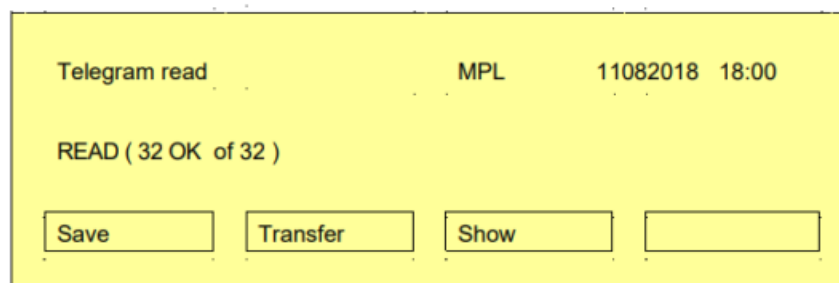 Telegram read MPL 11082018 18:00
READ ( 32 OK of 32 )
Save Transfer Show